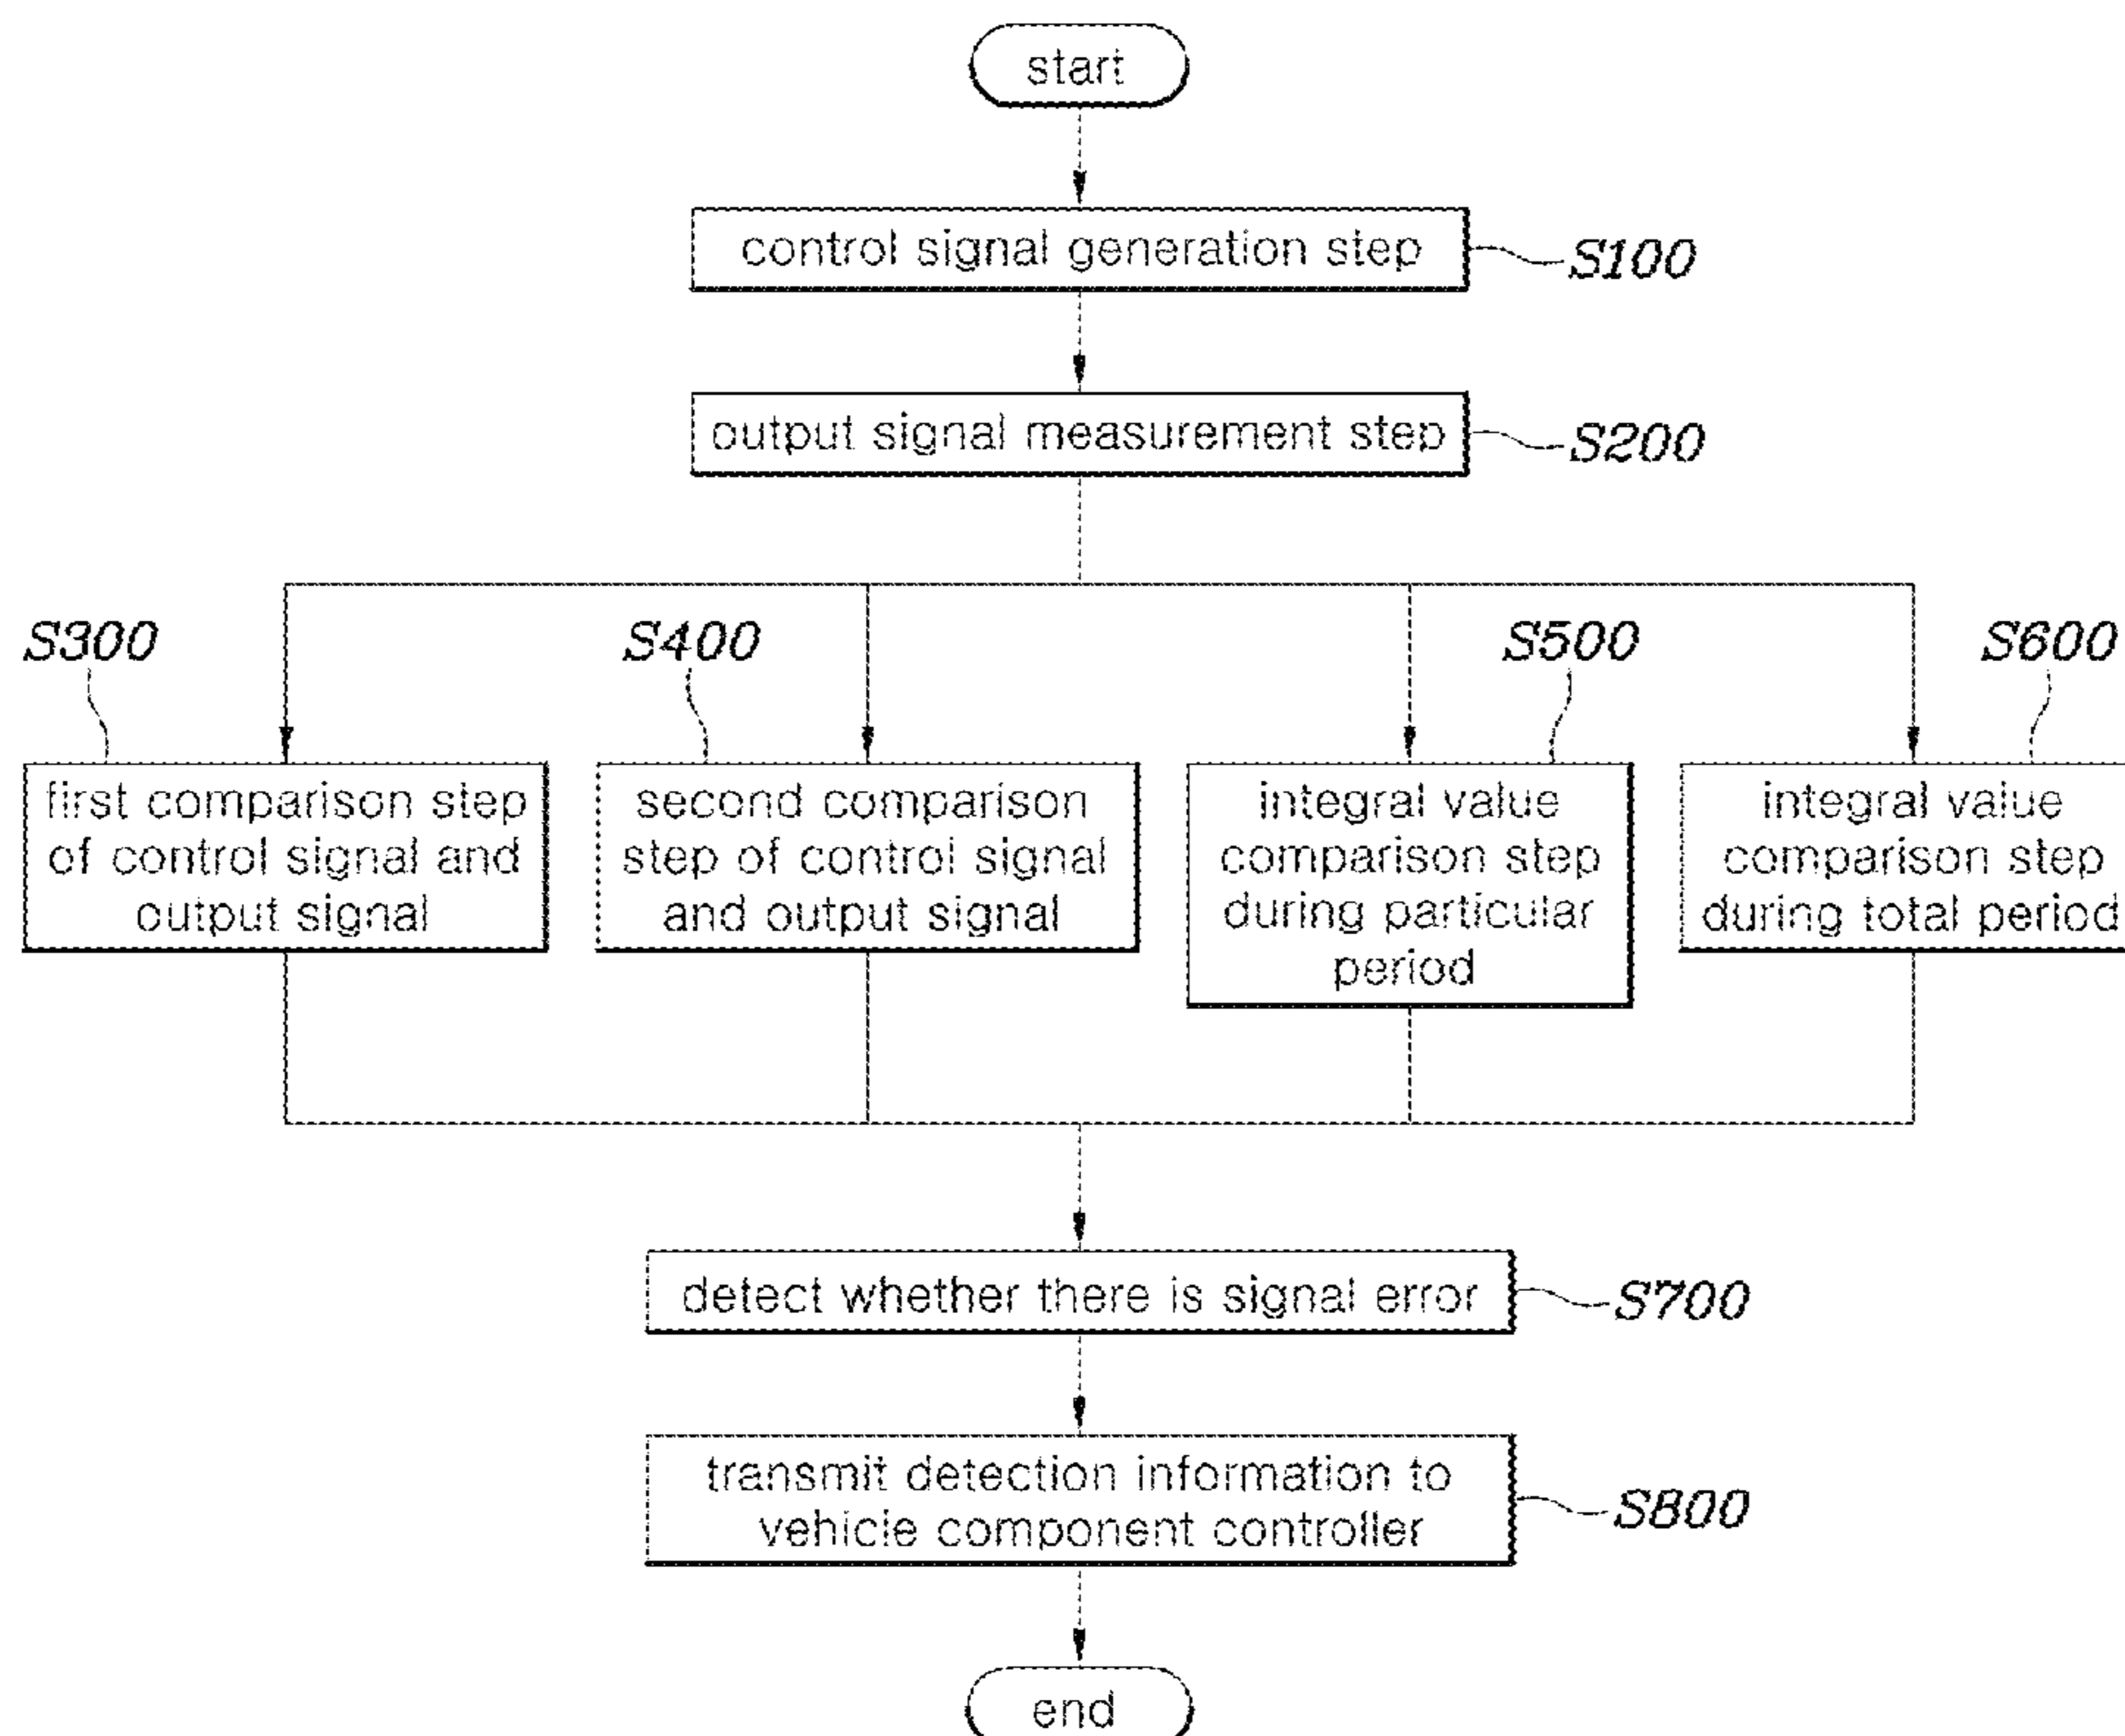 start
control signal generation step
S100
output signal measurement step
S200
S300
S400
S500
S600
first comparison step
of control signal and
output signal
second comparison
step of control signal
and output signal
integral value
comparison step
during particular
period
integral value
comparison step
during total period
detect whether there is signal error
S700
transmit detection information to
vehicle component controller
S800
end